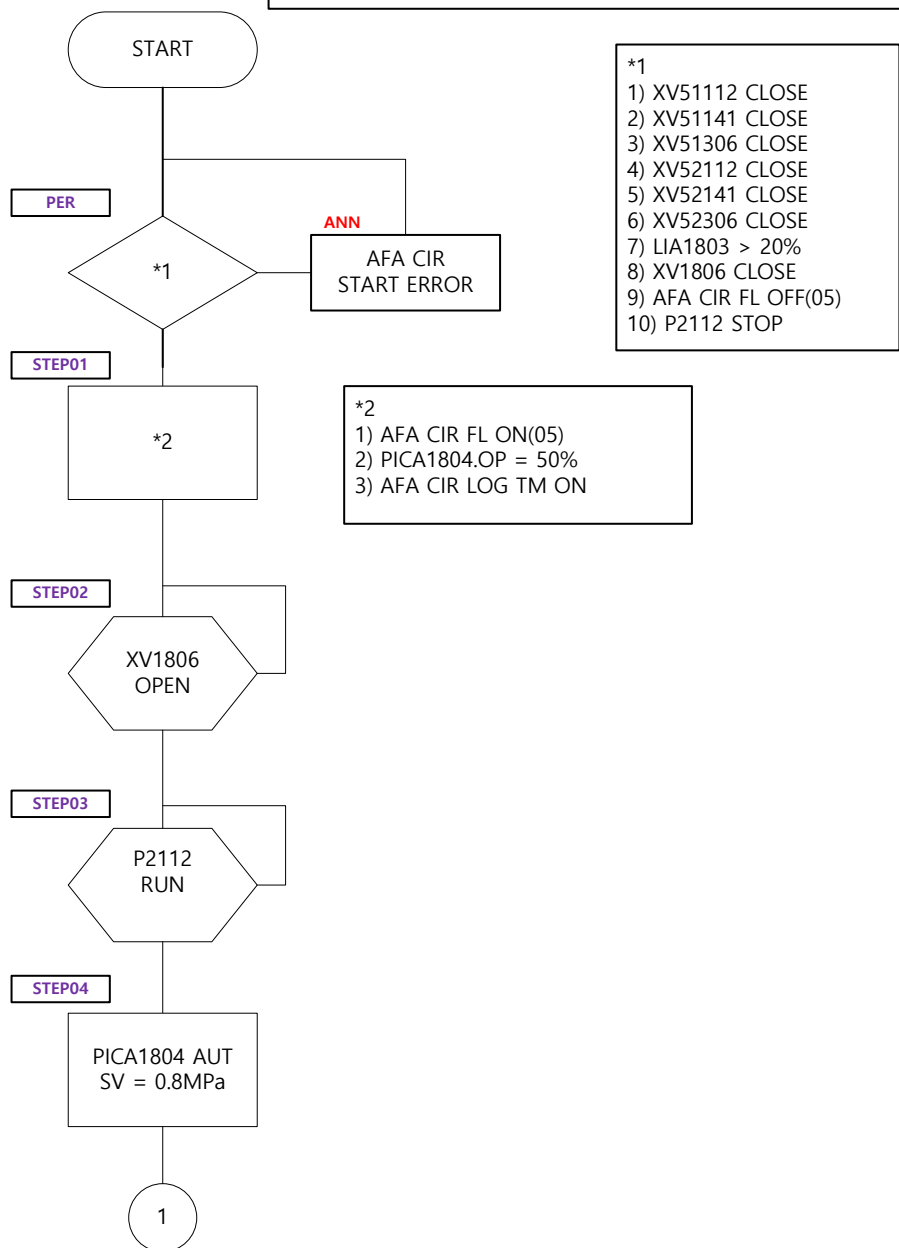 START
*1
1) XV51112 CLOSE
2) XV51141 CLOSE
3) XV51306 CLOSE
4) XV52112 CLOSE
5) XV52141 CLOSE
6) XV52306 CLOSE
7) LIA1803 > 20%
8) XV1806 CLOSE
9) AFA CIR FL OFF(05)
10) P2112 STOP
PER
*1
ANN
AFA CIR
START ERROR
STEP01
*2
*2
1) AFA CIR FL ON(05)
2) PICA1804.OP = 50%
3) AFA CIR LOG TM ON
STEP02
XV1806
OPEN
STEP03
P2112
RUN
STEP04
PICA1804 AUT
SV = 0.8MPa
1